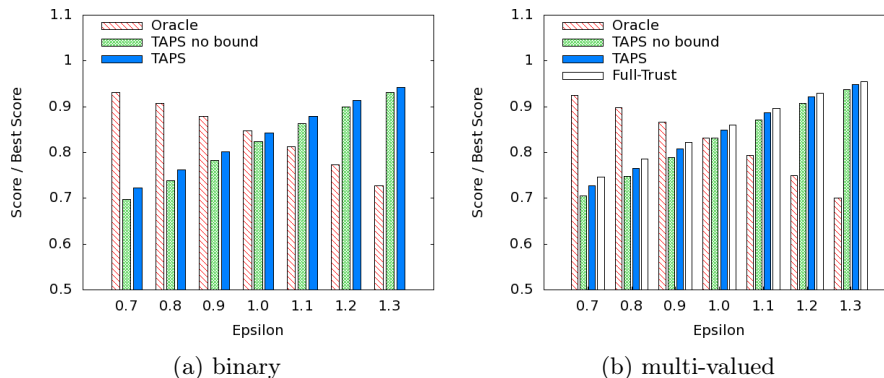 1.1
Oracle
TAPS no bound
TAPS
1
0.9
0.8
0.7
0.6
0.5
Score / Best Score
0.7 0.8 0.9 1.0 1.1 1.2 1.3
Epsilon
(a) binary
1.1
Oracle
TAPS no bound
TAPS
Full-Trust
1
0.9
0.8
0.7
0.6
0.5
Score / Best Score
0.7 0.8 0.9 1.0 1.1 1.2 1.3
Epsilon
(b) multi-valued